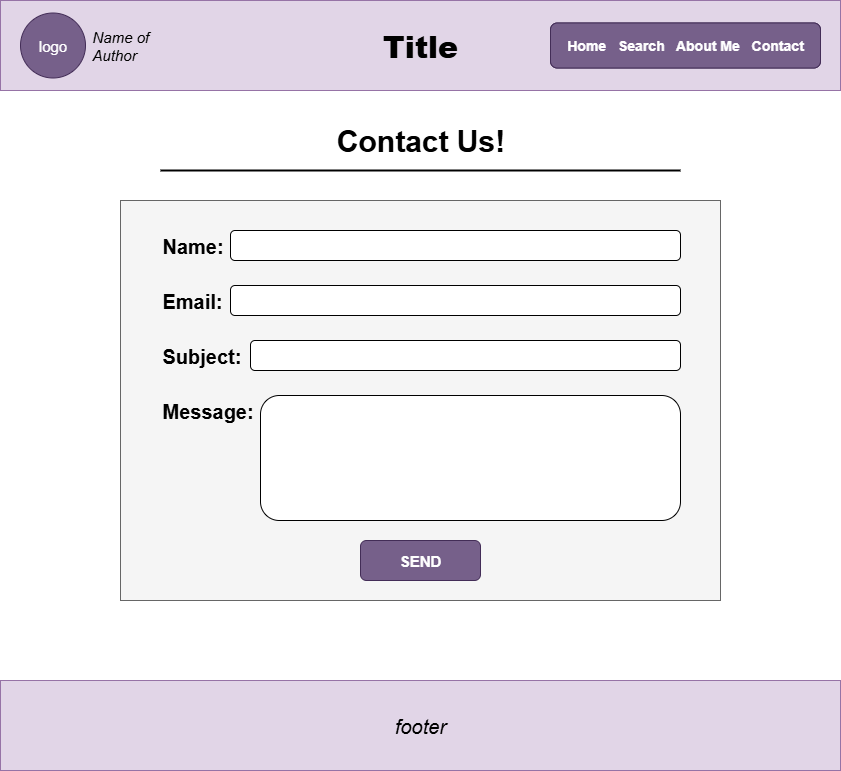 logo
Name of
Author
Title
Home Search About Me Contact
Contact Us!
Name:
Email:
Subject:
Message:
SEND
footer